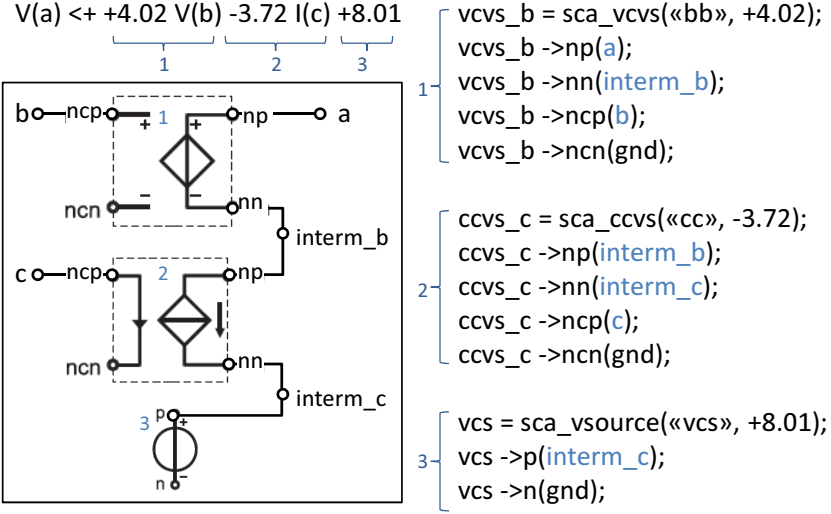 V(a) <+ +4.02 V(b) -3.72 I(c) +8.01
1 2 3
b ncp + 1 + np a
ncn - - nn
interm_b
c ncp 2 np
ncn nn
interm_c
3 p +
n -
1
vcvs_b = sca_vcvs(«bb», +4.02);
vcvs_b ->np(a);
vcvs_b ->nn(interm_b);
vcvs_b ->ncp(b);
vcvs_b ->ncn(gnd);
2
ccvs_c = sca_ccvs(«cc», -3.72);
ccvs_c ->np(interm_b);
ccvs_c ->nn(interm_c);
ccvs_c ->ncp(c);
ccvs_c ->ncn(gnd);
3
vcs = sca_vsource(«vcs», +8.01);
vcs ->p(interm_c);
vcs ->n(gnd);